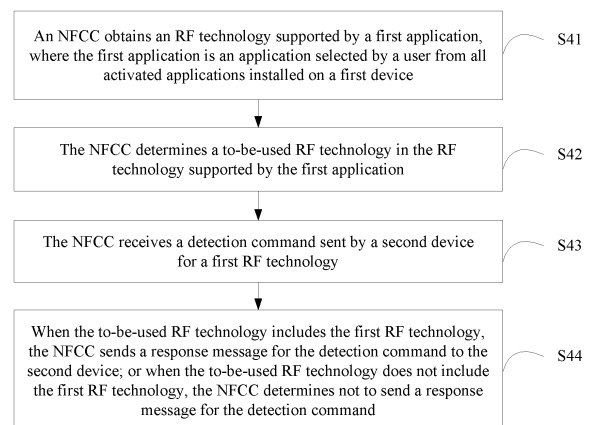 An NFCC obtains an RF technology supported by a first application,
where the first application is an application selected by a user from all
activated applications installed on a first device
S41
The NFCC determines a to-be-used RF technology in the RF
technology supported by the first application
S42
The NFCC receives a detection command sent by a second device
for a first RF technology
S43
When the to-be-used RF technology includes the first RF technology,
the NFCC sends a response message for the detection command to the
second device; or when the to-be-used RF technology does not include
the first RF technology, the NFCC determines not to send a response
message for the detection command
S44